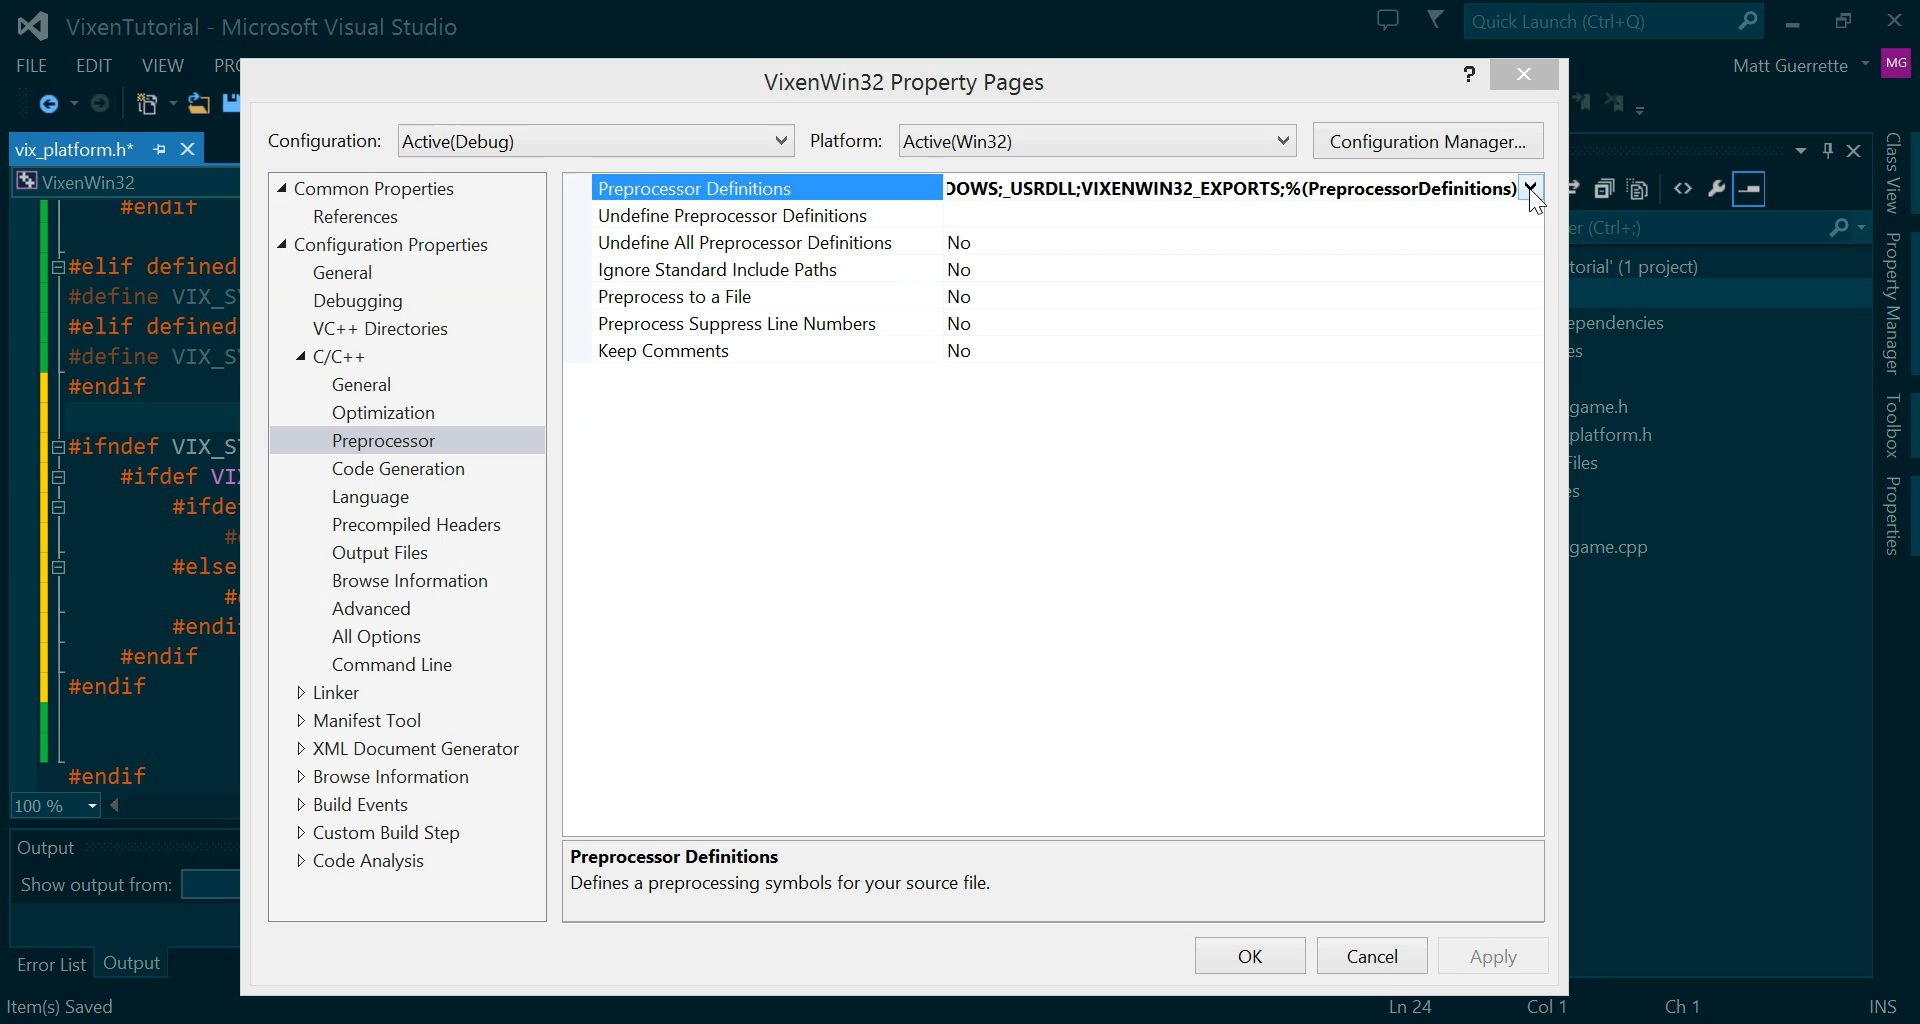 VixenTutorial - Microsoft Visual Studio
Quick Launch (Ctrl+Q)
FILE EDIT VIEW
Matt Guerrette MG
VixenWin32 Property Pages
?
Configuration: Active(Debug) Platform: Active(Win32) Configuration Manager...
vix_platform.h*
VixenWin32
#endif
#elif defined
#define VIX_S
#elif defined
#define VIX_S
#endif
#ifndef VIX_S
#ifdef
#else
#endif
#endif
#endif
100 %
Output
Show output from:
Error List Output
Item(s) Saved
Common Properties
References
Configuration Properties
General
Debugging
VC++ Directories
C/C++
General
Optimization
Preprocessor
Code Generation
Language
Precompiled Headers
Output Files
Browse Information
Advanced
All Options
Command Line
Linker
Manifest Tool
XML Document Generator
Browse Information
Build Events
Custom Build Step
Code Analysis
Preprocessor Definitions DOWS;_USRDLL;VIXENWIN32_EXPORTS;%(PreprocessorDefinitions)
Undefine Preprocessor Definitions
Undefine All Preprocessor Definitions No
Ignore Standard Include Paths No
Preprocess to a File No
Preprocess Suppress Line Numbers No
Keep Comments No
Preprocessor Definitions
Defines a preprocessing symbols for your source file.
OK Cancel Apply
er (Ctrl+;)
torial' (1 project)
ependencies
es
game.h
platform.h
Files
es
game.cpp
Class View
Property Manager
Toolbox
Properties
Ln 24 Col 1 Ch 1 INS